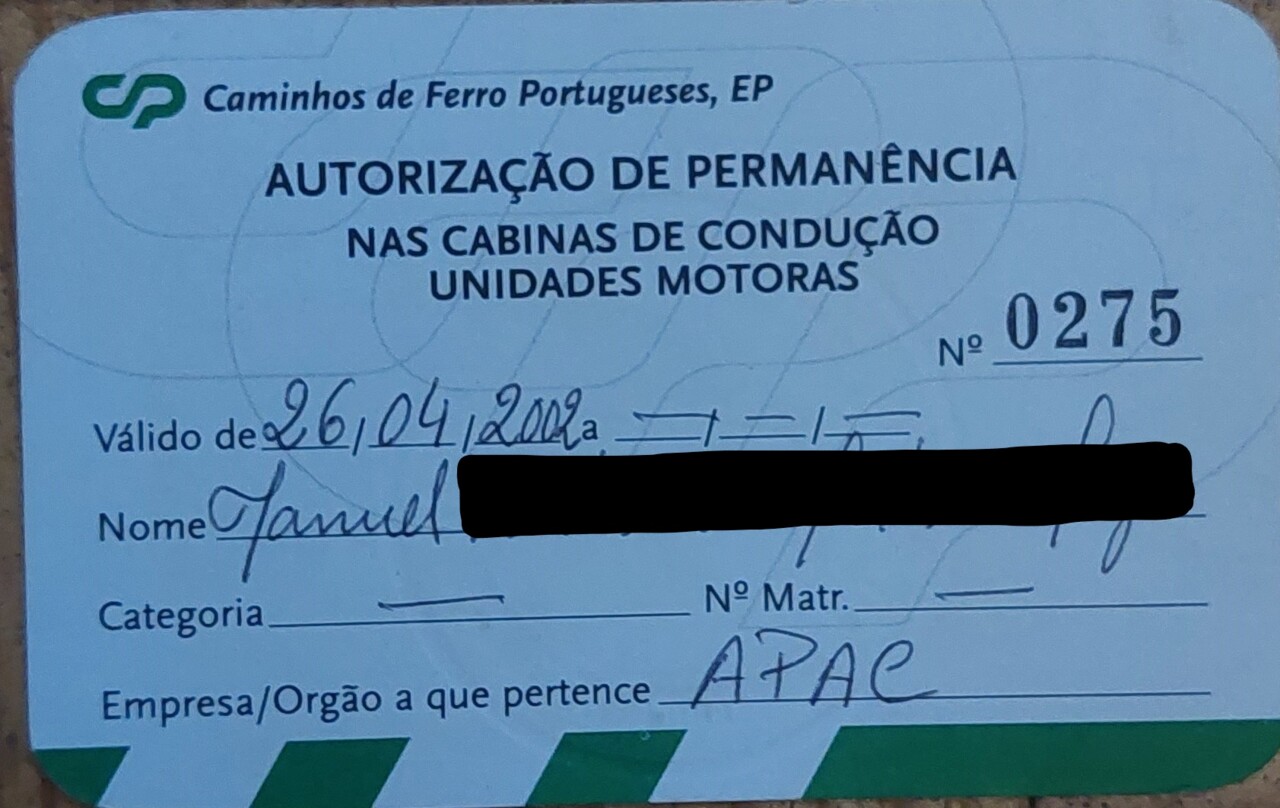 CP Caminhos de Ferro Portugueses, EP
AUTORIZAÇÃO DE PERMANÊNCIA
NAS CABINAS DE CONDUÇÃO
UNIDADES MOTORAS
Nº 0275
Válido de 26/04/2002 a
Nome Manuel
Categoria — Nº Matr. —
Empresa/Orgão a que pertence APAC